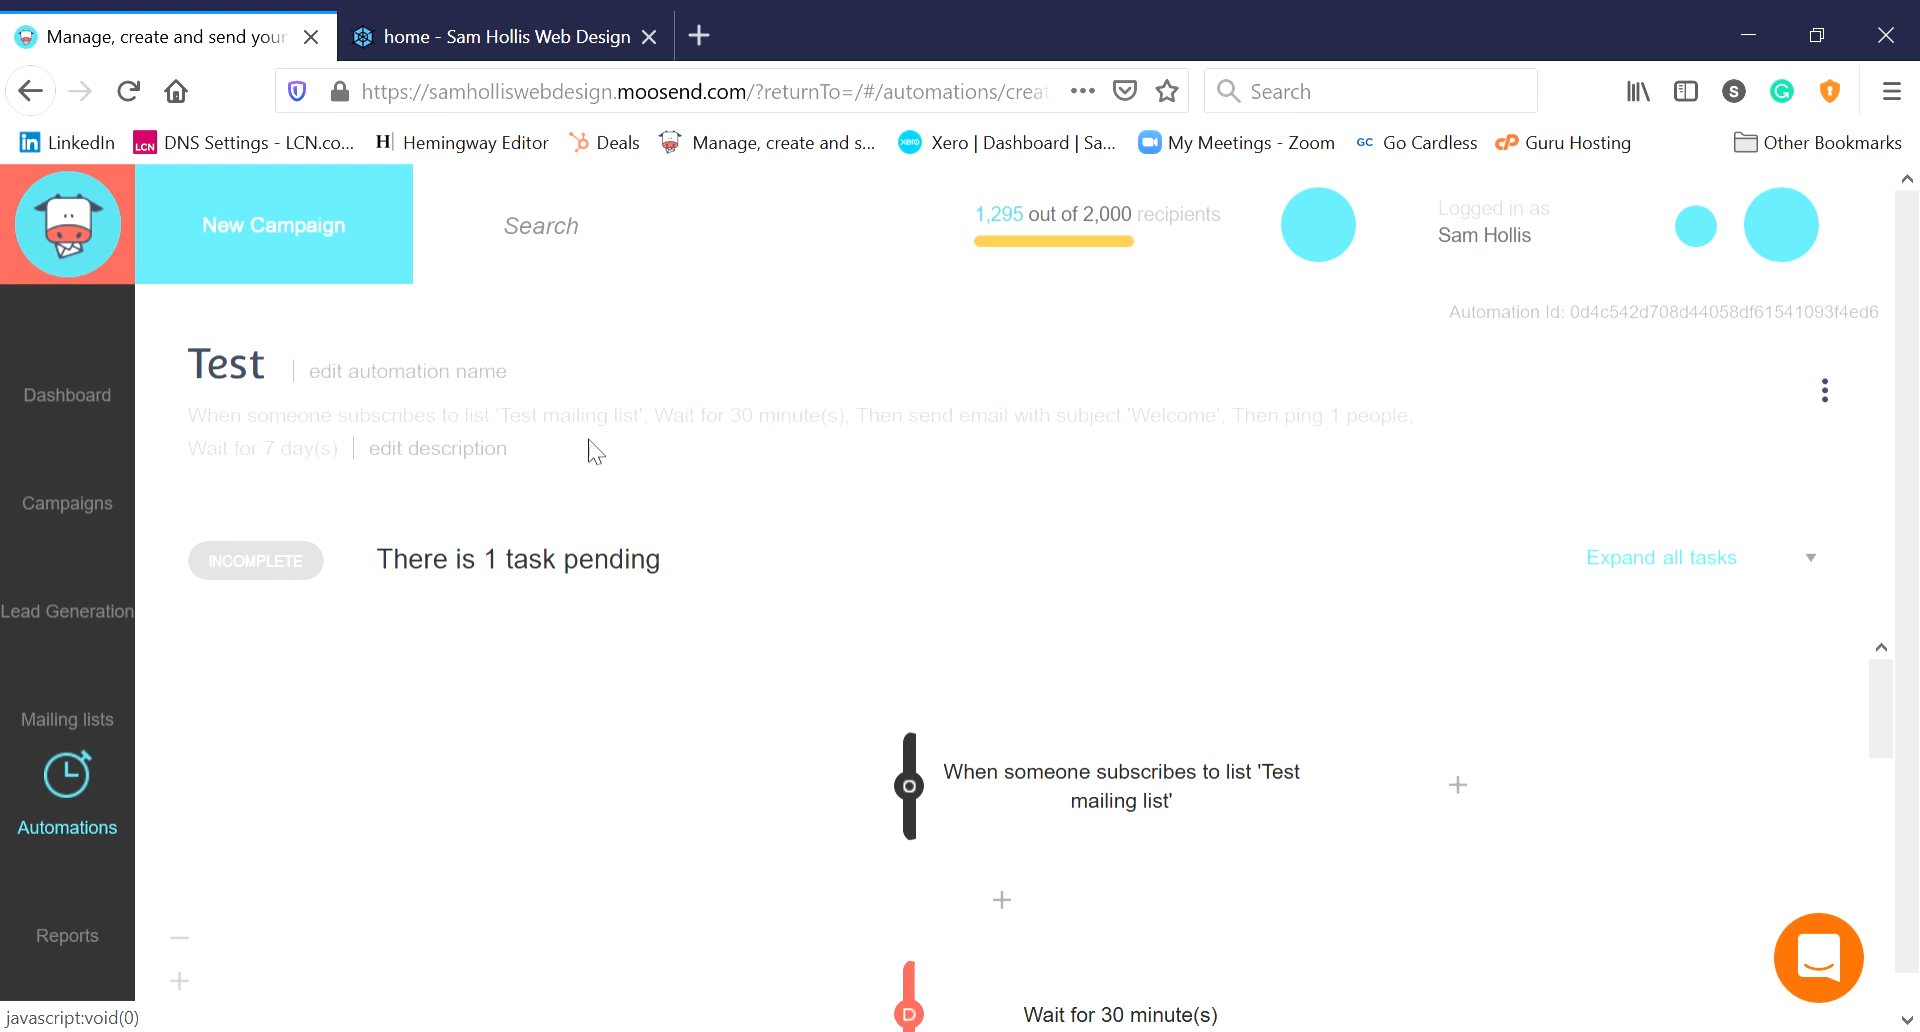 Manage, create and send your
home - Sam Hollis Web Design
https://samholliswebdesign.moosend.com/?returnTo=/#/automations/creat
Search
S
G
LinkedIn
LCN
DNS Settings - LCN.co...
H
Hemingway Editor
Deals
Manage, create and s...
xero
Xero | Dashboard | Sa...
My Meetings - Zoom
GC
Go Cardless
cP
Guru Hosting
Other Bookmarks
New Campaign
Search
1,295 out of 2,000 recipients
Logged in as
Sam Hollis
Automation Id: 0d4c542d708d44058df61541093f4ed6
Test
edit automation name
When someone subscribes to list 'Test mailing list', Wait for 30 minute(s), Then send email with subject 'Welcome', Then ping 1 people,
Wait for 7 day(s)
edit description
INCOMPLETE
There is 1 task pending
Expand all tasks
Dashboard
Campaigns
Lead Generation
Mailing lists
Automations
Reports
O
When someone subscribes to list 'Test
mailing list'
D
Wait for 30 minute(s)
javascript:void(0)